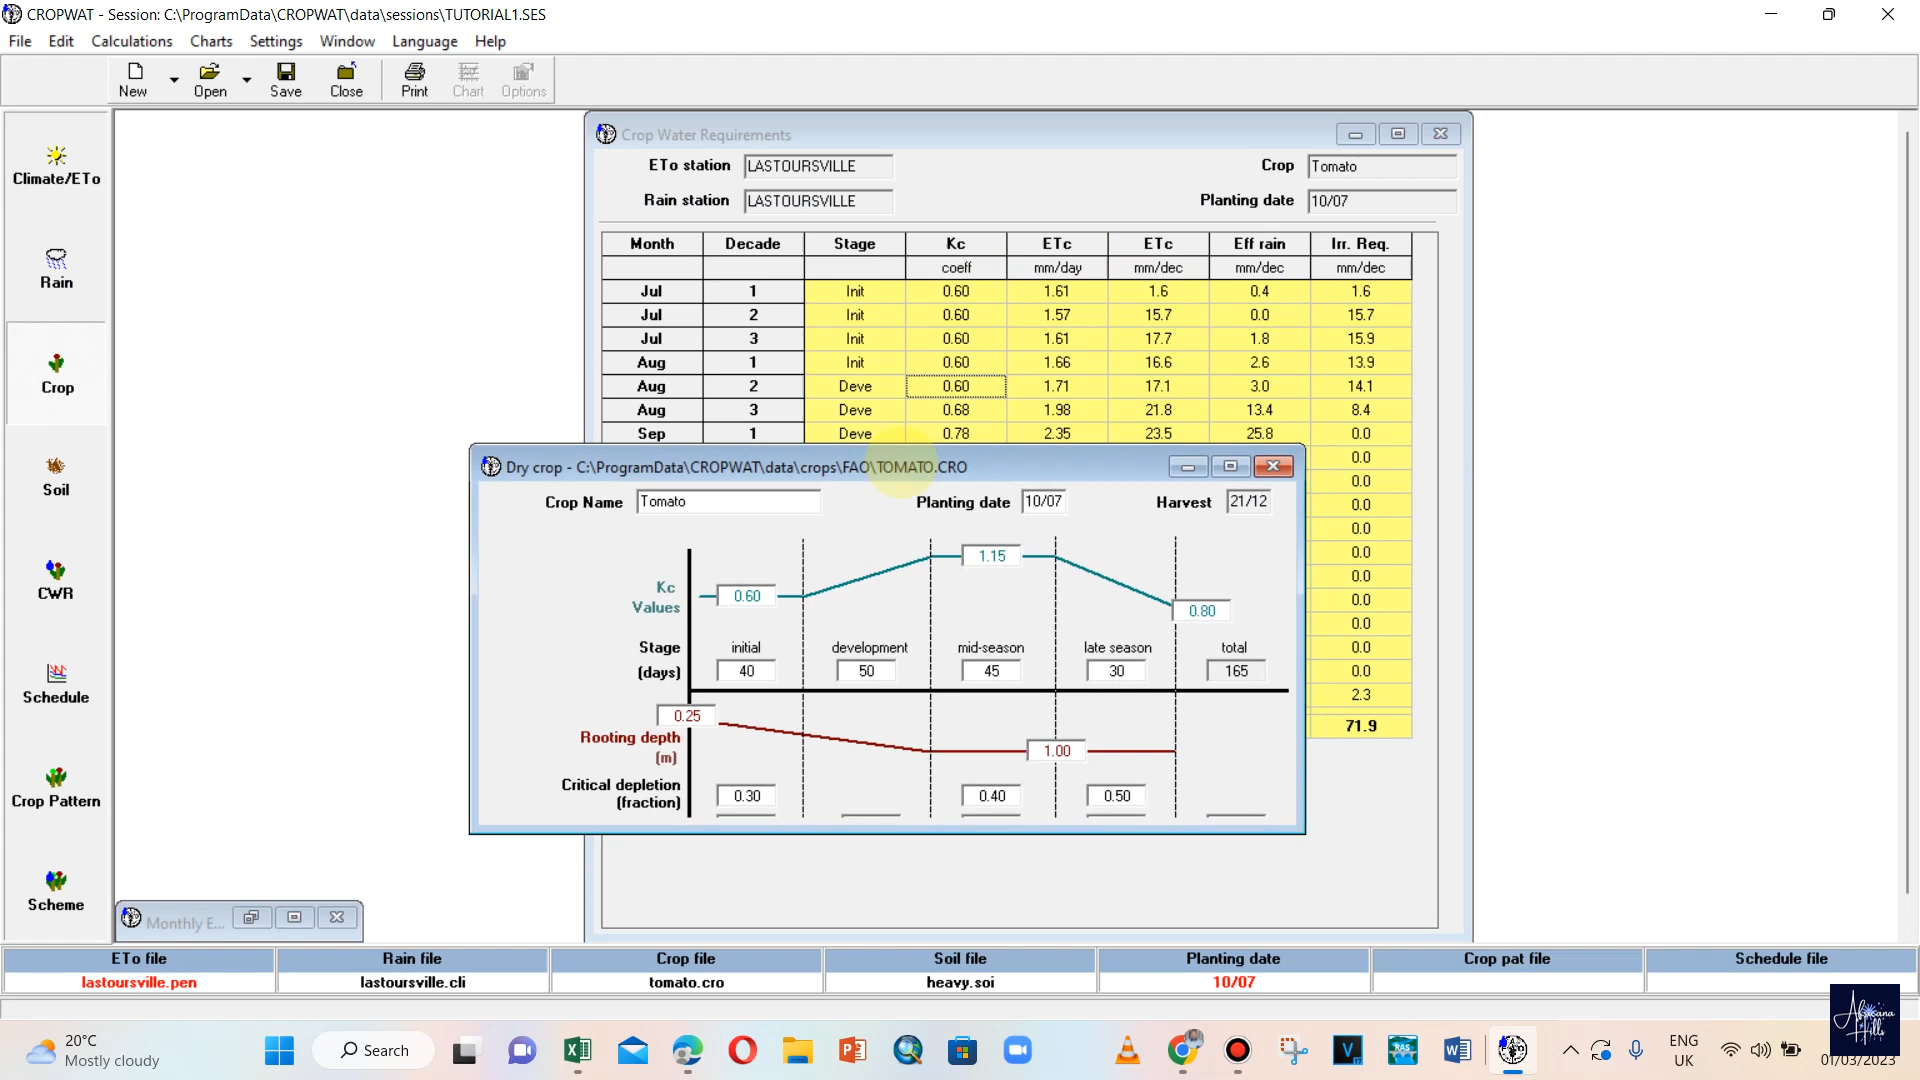 CROPWAT - Session: C:\ProgramData\CROPWAT\data\sessions\TUTORIAL1.SES
File Edit Calculations Charts Settings Window Language Help
New Open Save Close Print Chart Options
Climate/ETo
Rain
Crop
Soil
CWR
Schedule
Crop Pattern
Scheme
Crop Water Requirements
ETo station LASTOURSVILLE Crop Tomato
Rain station LASTOURSVILLE Planting date 10/07
Month Decade Stage Kc ETc ETc Eff rain Irr. Req.
coeff mm/day mm/dec mm/dec mm/dec
Jul 1 Init 0.60 1.61 1.6 0.4 1.6
Jul 2 Init 0.60 1.57 15.7 0.0 15.7
Jul 3 Init 0.60 1.61 17.7 1.8 15.9
Aug 1 Init 0.60 1.66 16.6 2.6 13.9
Aug 2 Deve 0.60 1.71 17.1 3.0 14.1
Aug 3 Deve 0.68 1.98 21.8 13.4 8.4
Sep 1 Deve 0.78 2.35 23.5 25.8 0.0
0.0
0.0
0.0
0.0
0.0
0.0
0.0
0.0
0.0
0.0
2.3
71.9
Dry crop - C:\ProgramData\CROPWAT\data\crops\FAO\TOMATO.CRO
Crop Name Tomato Planting date 10/07 Harvest 21/12
Kc
Values
0.60 1.15 0.80
Stage initial development mid-season late season total
(days) 40 50 45 30 165
0.25
Rooting depth
(m)
1.00
Critical depletion
(fraction)
0.30 0.40 0.50
Monthly E...
ETo file Rain file Crop file Soil file Planting date Crop pat file Schedule file
lastoursville.pen lastoursville.cli tomato.cro heavy.soi 10/07
Africana
Hills
20°C
Mostly cloudy
Search
ENG
UK
01/03/2023